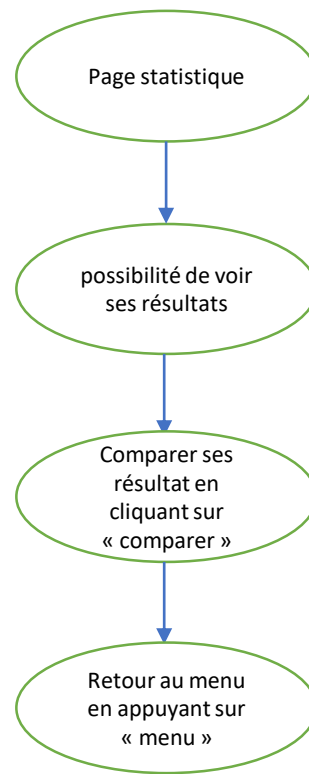 Page statistique
possibilité de voir
ses résultats
Comparer ses
résultat en
cliquant sur
« comparer »
Retour au menu
en appuyant sur
« menu »